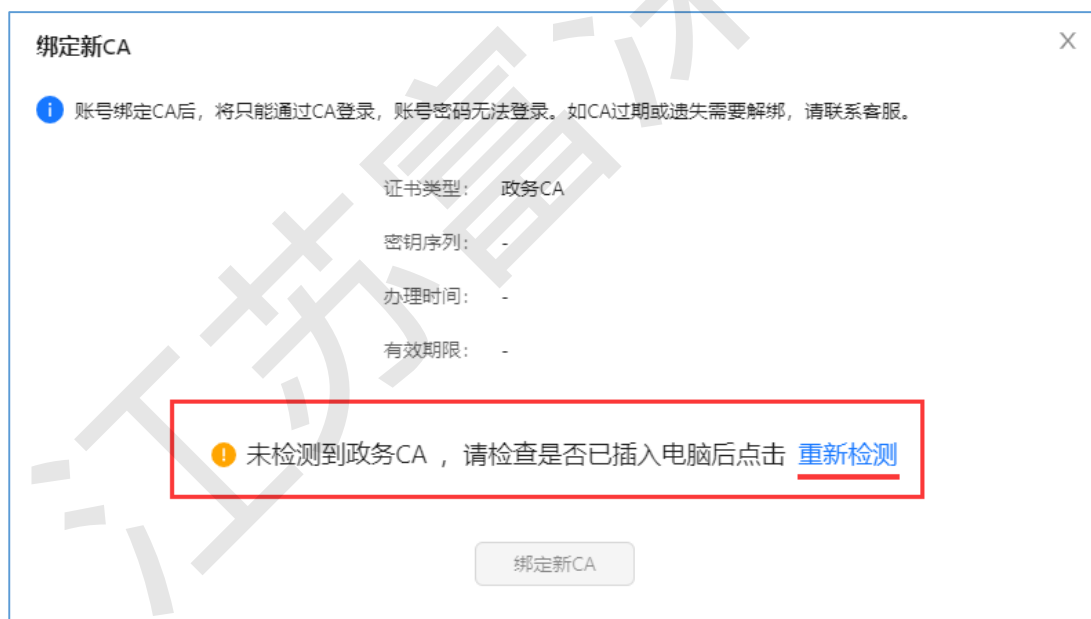 绑定新CA
X
账号绑定CA后，将只能通过CA登录，账号密码无法登录。如CA过期或遗失需要解绑，请联系客服。
证书类型： 政务CA
密钥序列： -
办理时间： -
有效期限： -
未检测到政务CA ，请检查是否已插入电脑后点击 重新检测
绑定新CA
江苏富